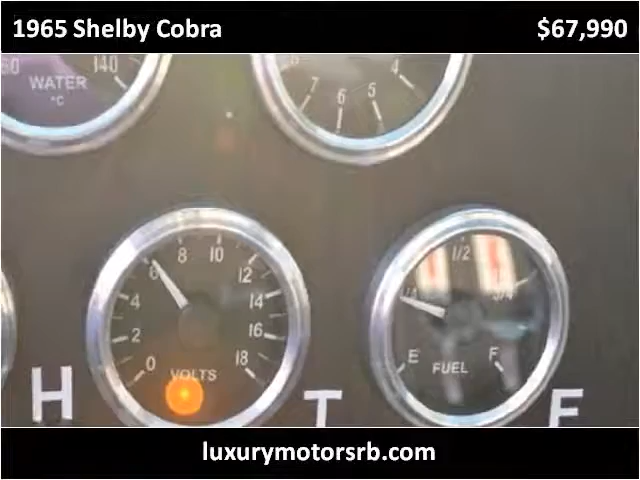 1965 Shelby Cobra $67,990
140
WATER
°C
7 6 5 4
6 8 10 12
4 14
2 16
0 18
VOLTS
1/4 1/2 3/4
E F
FUEL
H T
luxurymotorsrb.com